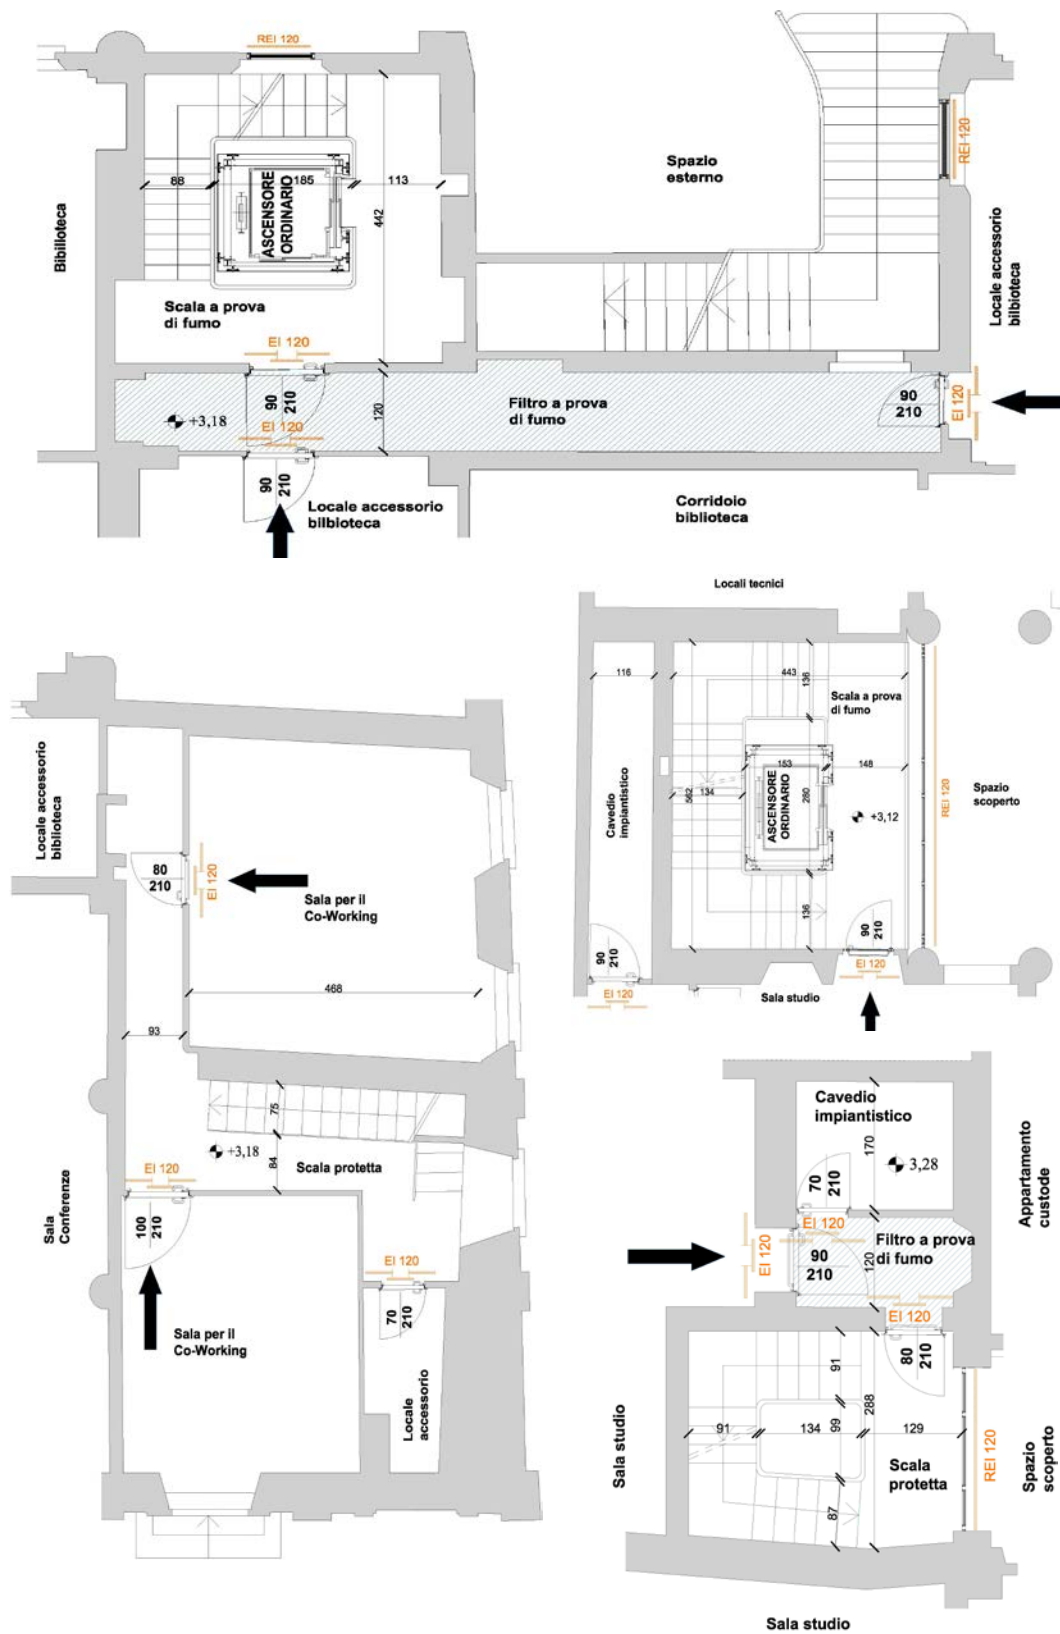 REI 120
Spazio
esterno
REI 120
ASCENSORE
ORDINARIO
88
185
113
442
Bibilioteca
Locale accessorio
bilbioteca
Scala a prova
di fumo
EI 120
90
210
+3,18
EI 120
120
Filtro a prova
di fumo
90
210
EI 120
90
210
Locale accessorio
bilbioteca
Corridoio
biblioteca
Locali tecnici
116
443
136
Scala a prova
di fumo
153
148
134
562
280
ASCENSORE
ORDINARIO
+3,12
REI 120
Spazio
scoperto
Cavedio
impiantistico
136
90
210
90
210
EI 120
EI 120
Sala studio
Locale accessorio
biblioteca
80
210
EI 120
Sala per il
Co-Working
468
93
75
+3,18
84
Scala protetta
EI 120
100
210
Sala
Conferenze
EI 120
70
210
Sala per il
Co-Working
Locale
accessorio
Cavedio
impiantistico
170
3,28
Appartamento
custode
70
210
EI 120
EI 120
90
210
120
Filtro a prova
di fumo
EI 120
80
210
91
288
91
134
99
129
Sala studio
Scala
protetta
87
REI 120
Spazio
scoperto
Sala studio